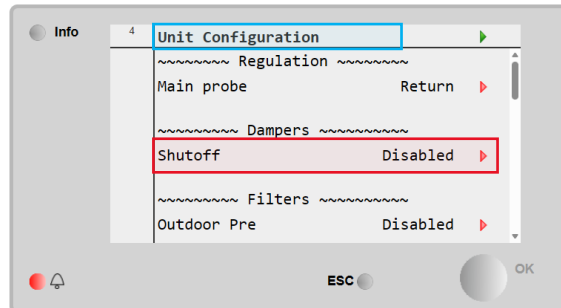 Info
4 Unit Configuration
~~~~~~~~ Regulation ~~~~~~~~
Main probe Return
~~~~~~~~~ Dampers ~~~~~~~~~~
Shutoff Disabled
~~~~~~~~~ Filters ~~~~~~~~~~
Outdoor Pre Disabled
ESC
OK